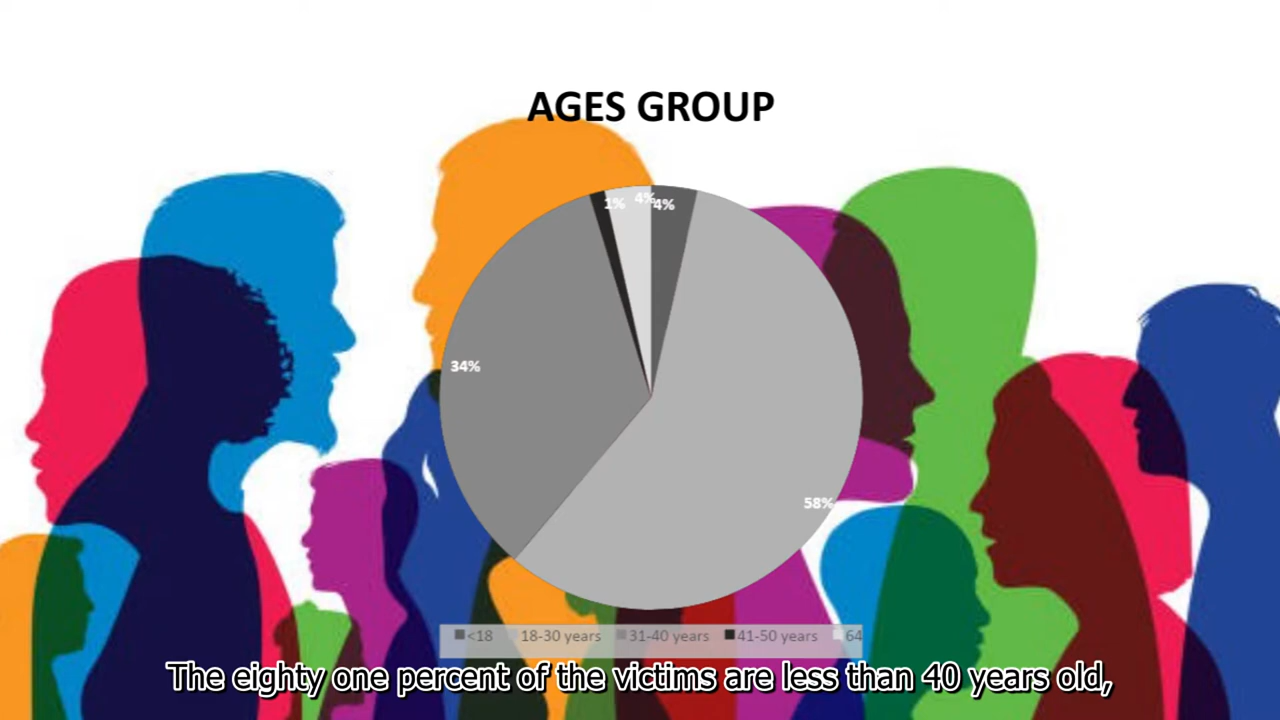 AGES GROUP
1% 4% 4%
34%
58%
<18 18-30 years 31-40 years 41-50 years 64
The eighty one percent of the victims are less than 40 years old,